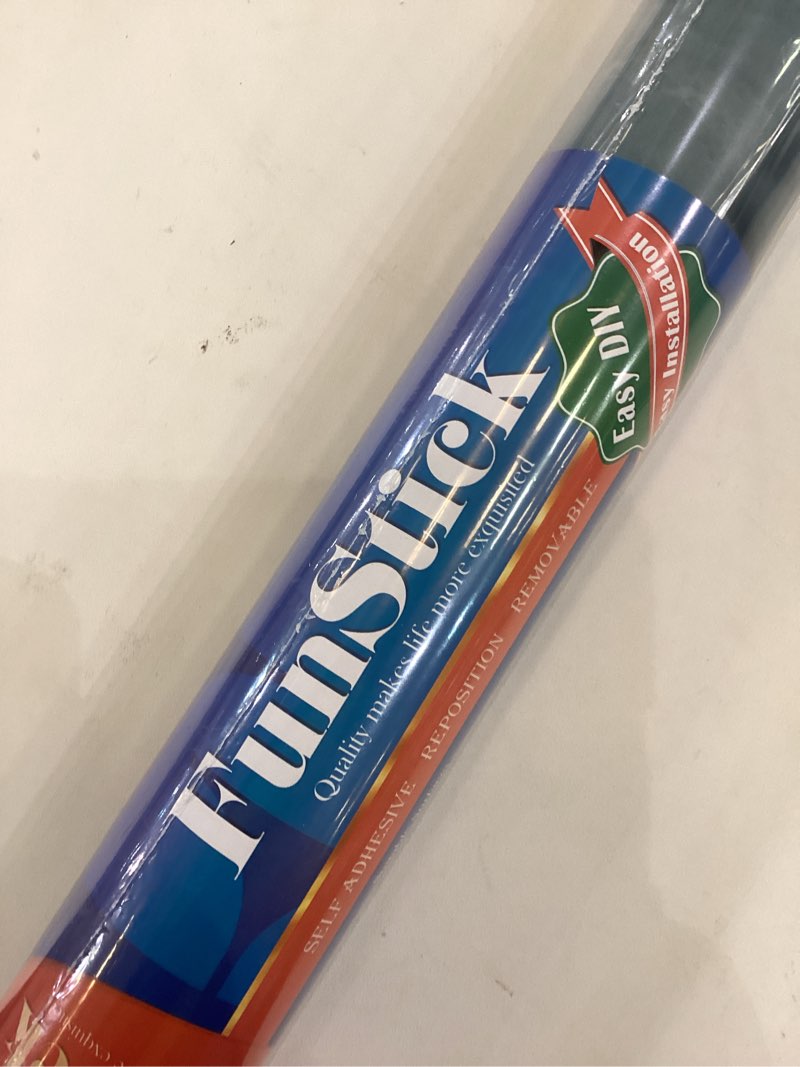 Easy Installation
Easy DIY
FunStick
Quality makes life more exquisited
SELF ADHESIVE REPOSITION REMOVABLE